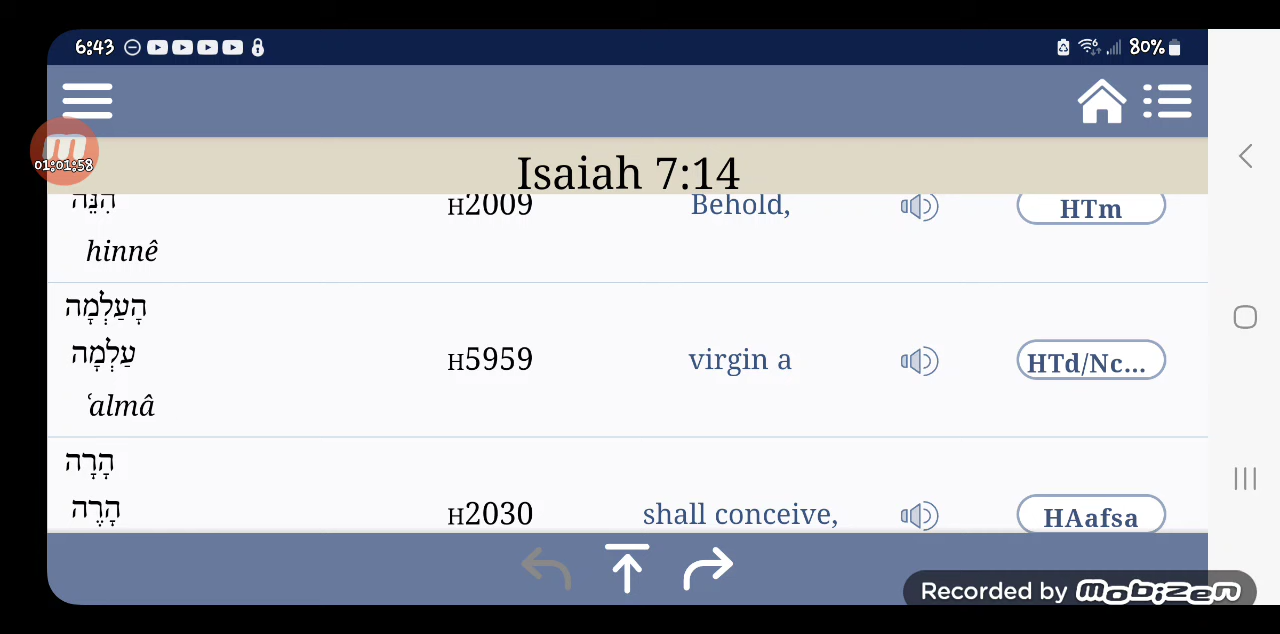 6:43 80%
01:01:58
Isaiah 7:14
הִנֵּה H2009 Behold, HTm
hinnê
הָעַלְמָה
עַלְמָה H5959 virgin a HTd/Nc...
ʿalmâ
הָרָה
הָרֶה H2030 shall conceive, HAafsa
Recorded by mobizen